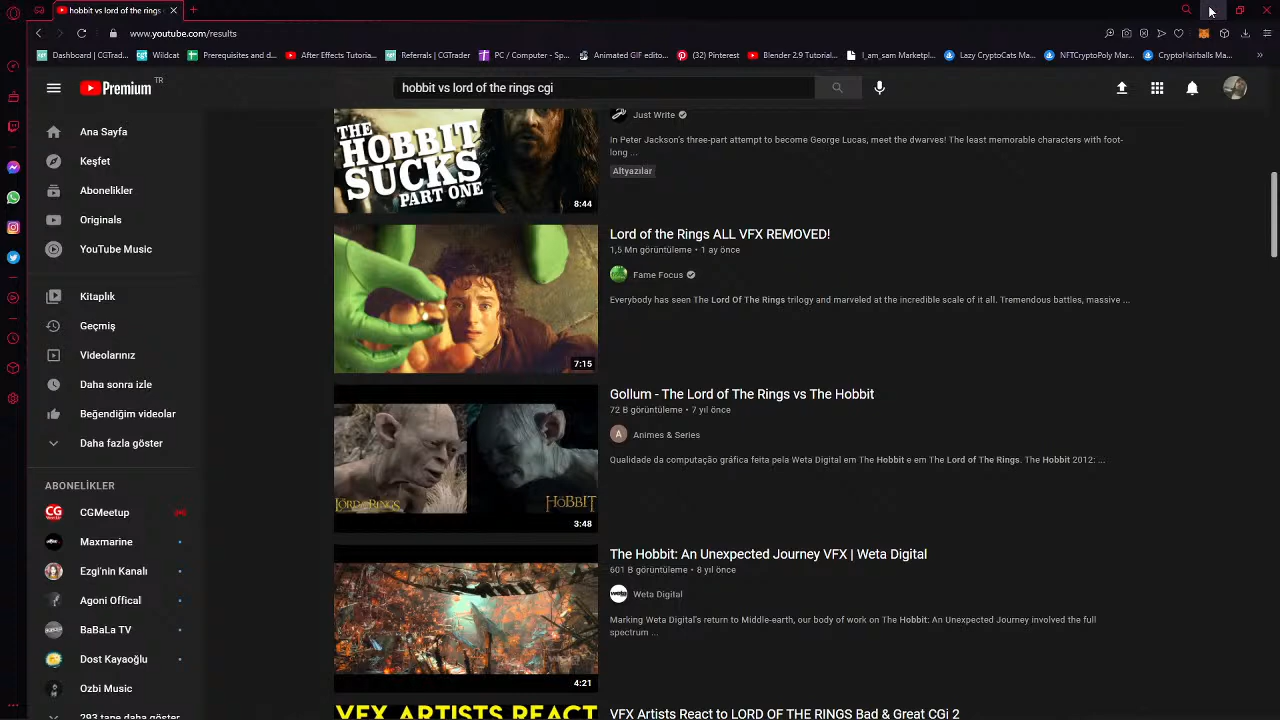 hobbit vs lord of the rings
www.youtube.com/results
Dashboard | CGTrader
Wildcat
Prerequisites and d...
After Effects Tutoria...
Referrals | CGTrader
PC / Computer - Sp...
Animated GIF edito...
(32) Pinterest
Blender 2.9 Tutorial...
I_am_sam Marketpl...
Lazy CryptoCats Ma...
NFTCryptoPoly Mar...
CryptoHairballs Ma...
Premium TR
hobbit vs lord of the rings cgi
Ana Sayfa
Keşfet
Abonelikler
Originals
YouTube Music
Kitaplık
Geçmiş
Videolarınız
Daha sonra izle
Beğendiğim videolar
Daha fazla göster
ABONELİKLER
CGMeetup
Maxmarine
Ezgi'nin Kanalı
Agoni Offical
BaBaLa TV
Dost Kayaoğlu
Ozbi Music
293 tane daha göster
THE
HOBBIT
SUCKS
PART ONE
8:44
Just Write
In Peter Jackson's three-part attempt to become George Lucas, meet the dwarves! The least memorable characters with foot-
long ...
Altyazılar
7:15
Lord of the Rings ALL VFX REMOVED!
1,5 Mn görüntüleme • 1 ay önce
Fame Focus
Everybody has seen The Lord Of The Rings trilogy and marveled at the incredible scale of it all. Tremendous battles, massive ...
THE LORD OF THE RINGS
THE HOBBIT
3:48
Gollum - The Lord of The Rings vs The Hobbit
72 B görüntüleme • 7 yıl önce
A
Animes & Series
Qualidade da computação gráfica feita pela Weta Digital em The Hobbit e em The Lord of The Rings. The Hobbit 2012: ...
4:21
The Hobbit: An Unexpected Journey VFX | Weta Digital
601 B görüntüleme • 8 yıl önce
Weta Digital
Marking Weta Digital's return to Middle-earth, our body of work on The Hobbit: An Unexpected Journey involved the full
spectrum ...
VFX ARTISTS REACT
VFX Artists React to LORD OF THE RINGS Bad & Great CGi 2